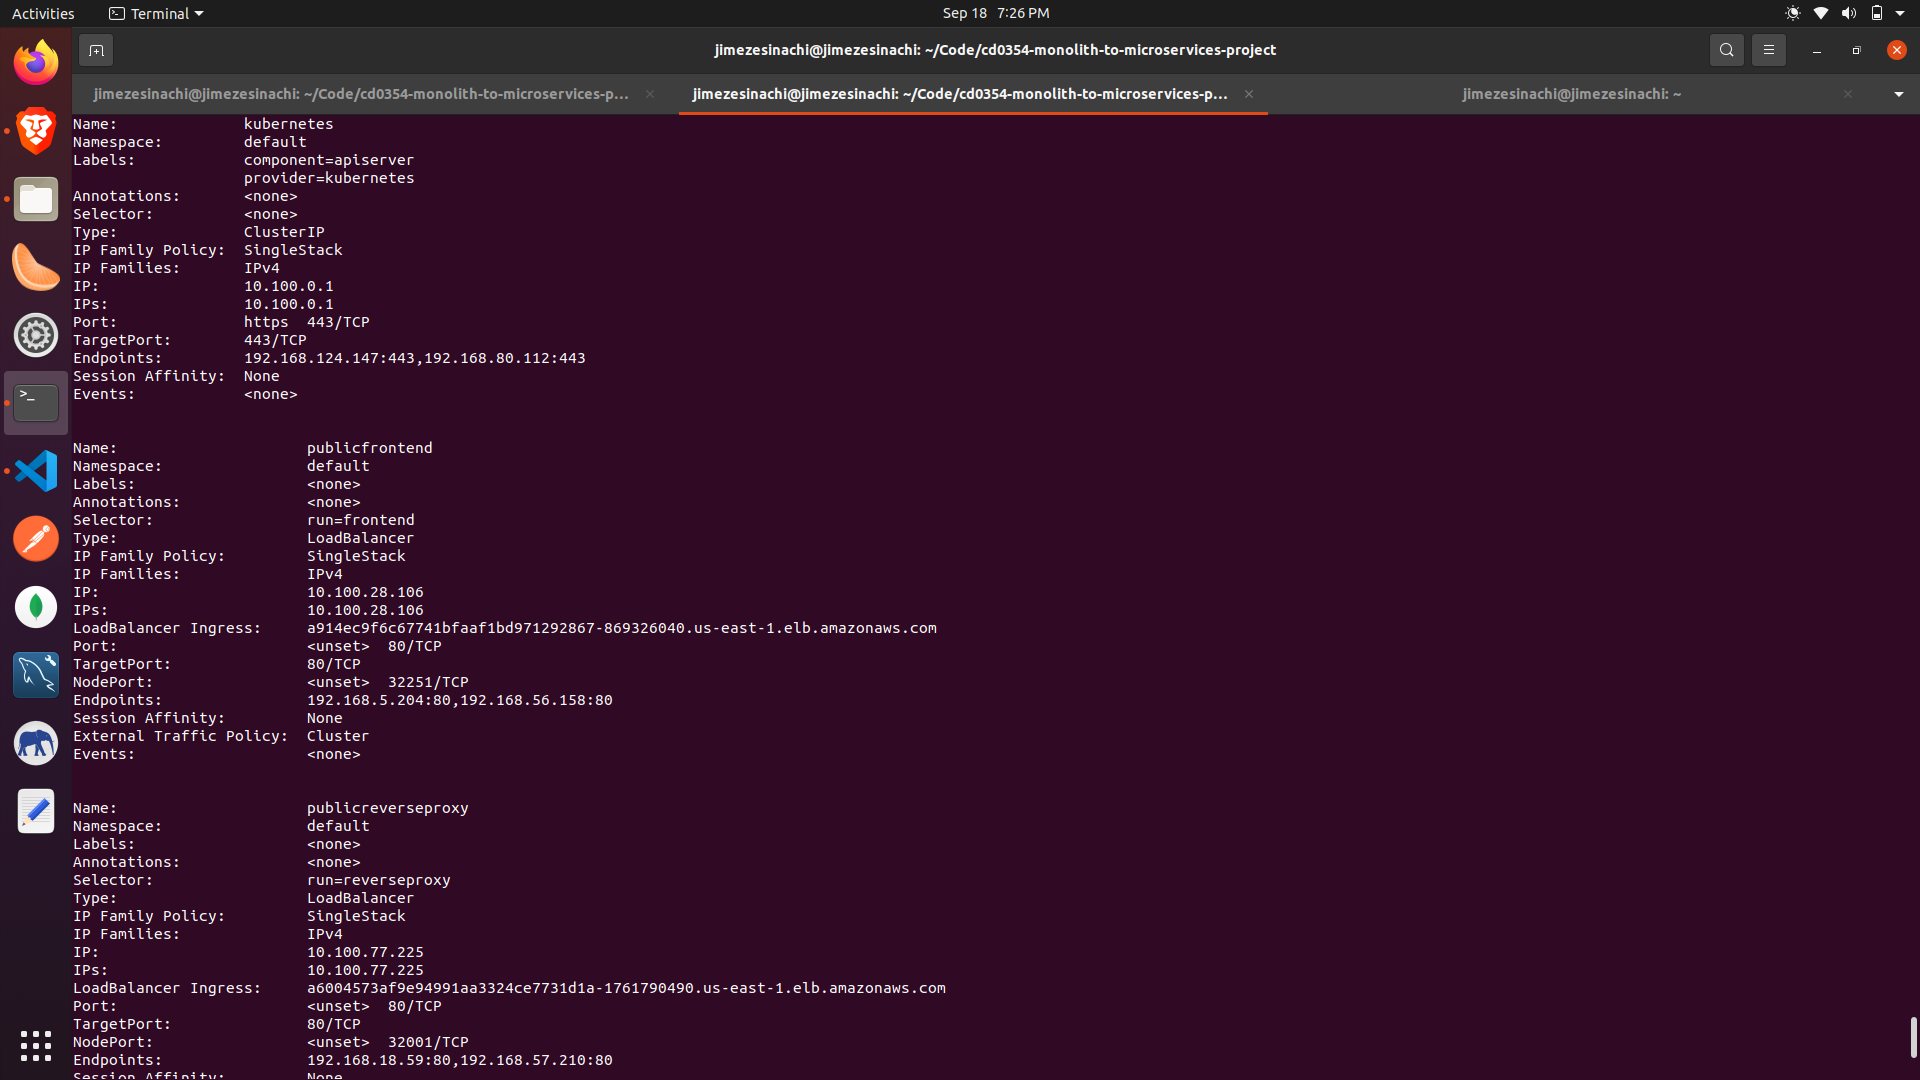 Activities
Terminal
Sep 18 7:26 PM
jimezesinachi@jimezesinachi: ~/Code/cd0354-monolith-to-microservices-project
jimezesinachi@jimezesinachi: ~/Code/cd0354-monolith-to-microservices-p...
jimezesinachi@jimezesinachi: ~/Code/cd0354-monolith-to-microservices-p...
jimezesinachi@jimezesinachi: ~
Name: kubernetes
Namespace: default
Labels: component=apiserver
provider=kubernetes
Annotations: <none>
Selector: <none>
Type: ClusterIP
IP Family Policy: SingleStack
IP Families: IPv4
IP: 10.100.0.1
IPs: 10.100.0.1
Port: https 443/TCP
TargetPort: 443/TCP
Endpoints: 192.168.124.147:443,192.168.80.112:443
Session Affinity: None
Events: <none>
Name: publicfrontend
Namespace: default
Labels: <none>
Annotations: <none>
Selector: run=frontend
Type: LoadBalancer
IP Family Policy: SingleStack
IP Families: IPv4
IP: 10.100.28.106
IPs: 10.100.28.106
LoadBalancer Ingress: a914ec9f6c67741bfaaf1bd971292867-869326040.us-east-1.elb.amazonaws.com
Port: <unset> 80/TCP
TargetPort: 80/TCP
NodePort: <unset> 32251/TCP
Endpoints: 192.168.5.204:80,192.168.56.158:80
Session Affinity: None
External Traffic Policy: Cluster
Events: <none>
Name: publicreverseproxy
Namespace: default
Labels: <none>
Annotations: <none>
Selector: run=reverseproxy
Type: LoadBalancer
IP Family Policy: SingleStack
IP Families: IPv4
IP: 10.100.77.225
IPs: 10.100.77.225
LoadBalancer Ingress: a6004573af9e94991aa3324ce7731d1a-1761790490.us-east-1.elb.amazonaws.com
Port: <unset> 80/TCP
TargetPort: 80/TCP
NodePort: <unset> 32001/TCP
Endpoints: 192.168.18.59:80,192.168.57.210:80
Session Affinity: None